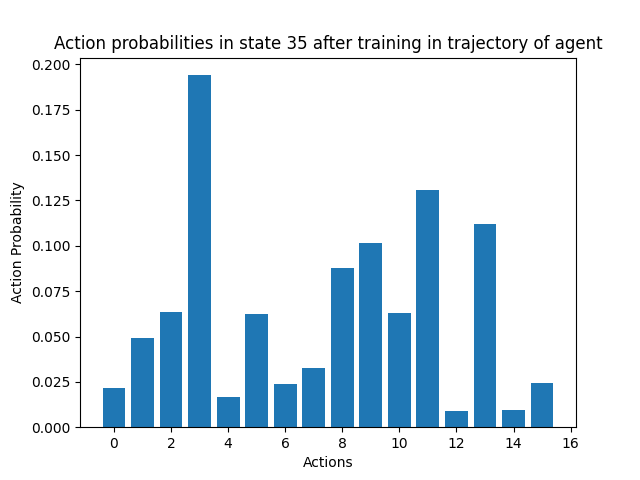 Action probabilities in state 35 after training in trajectory of agent
0.200
0.175
0.150
0.125
0.100
0.075
0.050
0.025
0.000
Action Probability
0 2 4 6 8 10 12 14 16
Actions